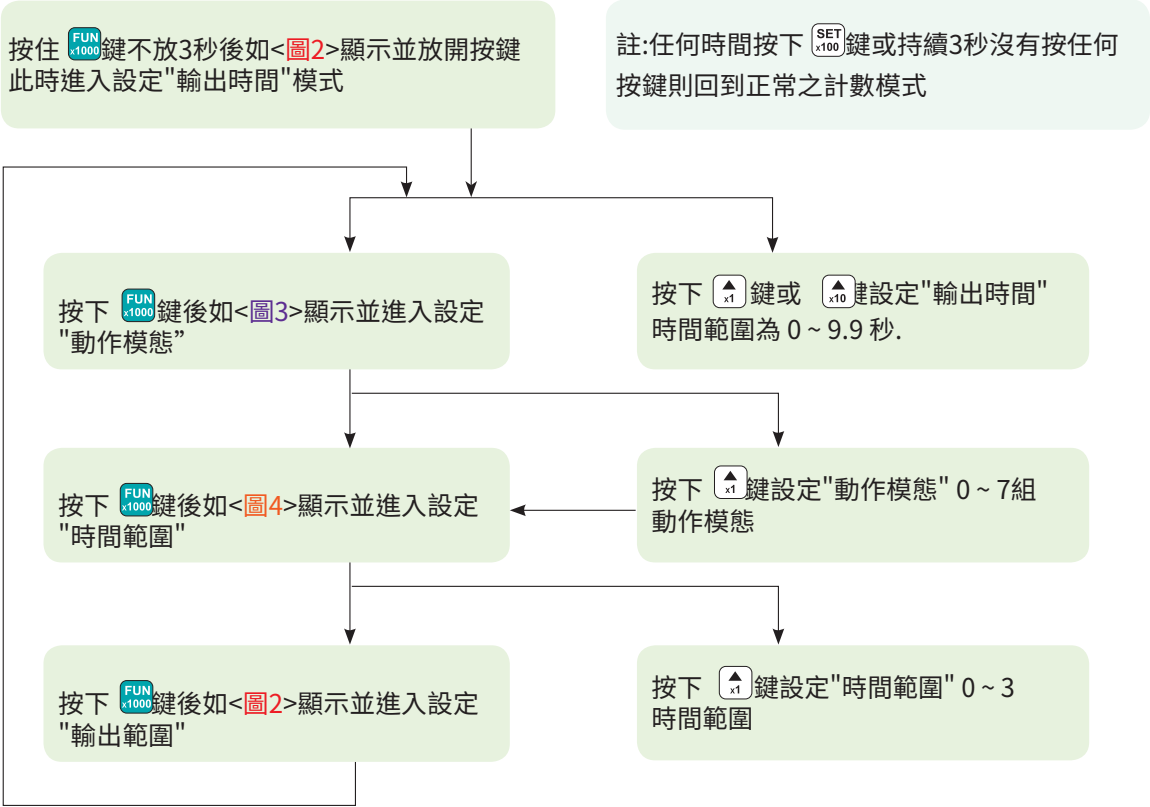 按住 FUN x1000 鍵不放3秒後如<圖2>顯示並放開按鍵
此時進入設定"輸出時間"模式
註:任何時間按下 SET x100 鍵或持續3秒沒有按任何
按鍵則回到正常之計數模式
按下 FUN x1000 鍵後如<圖3>顯示並進入設定
"動作模態”
按下 x1 鍵或 x10 鍵設定"輸出時間"
時間範圍為 0 ~ 9.9 秒.
按下 FUN x1000 鍵後如<圖4>顯示並進入設定
"時間範圍"
按下 x1 鍵設定"動作模態" 0 ~ 7組
動作模態
按下 FUN x1000 鍵後如<圖2>顯示並進入設定
"輸出範圍"
按下 x1 鍵設定"時間範圍" 0 ~ 3
時間範圍